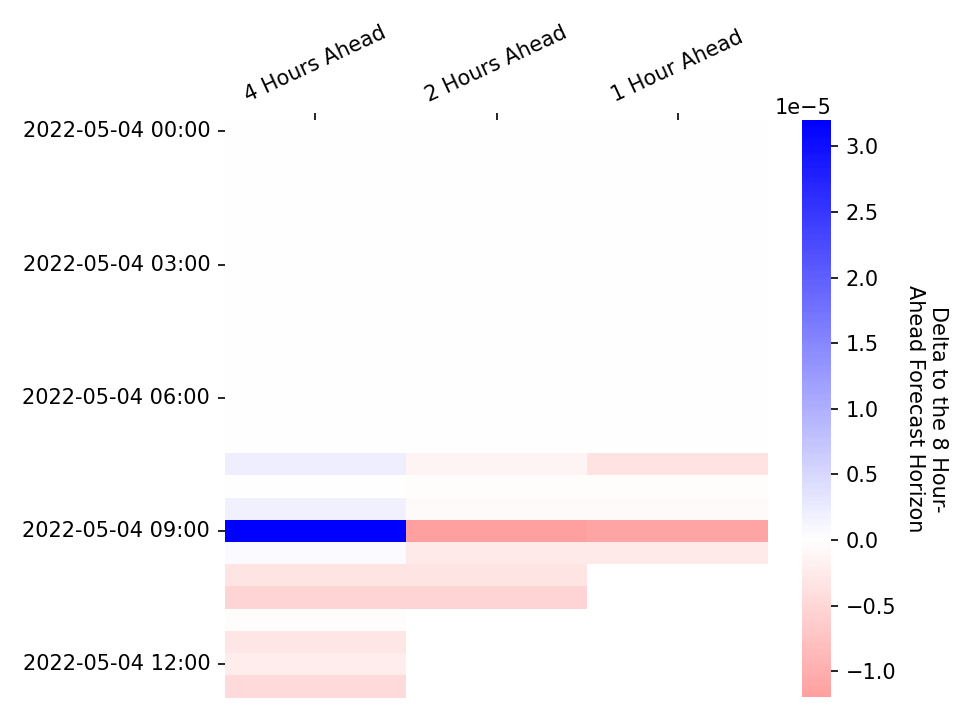 4 Hours Ahead
2 Hours Ahead
1 Hour Ahead
1e−5
2022-05-04 00:00
2022-05-04 03:00
2022-05-04 06:00
2022-05-04 09:00
2022-05-04 12:00
3.0
2.5
2.0
1.5
1.0
0.5
0.0
−0.5
−1.0
Delta to the 8 Hour-
Ahead Forecast Horizon